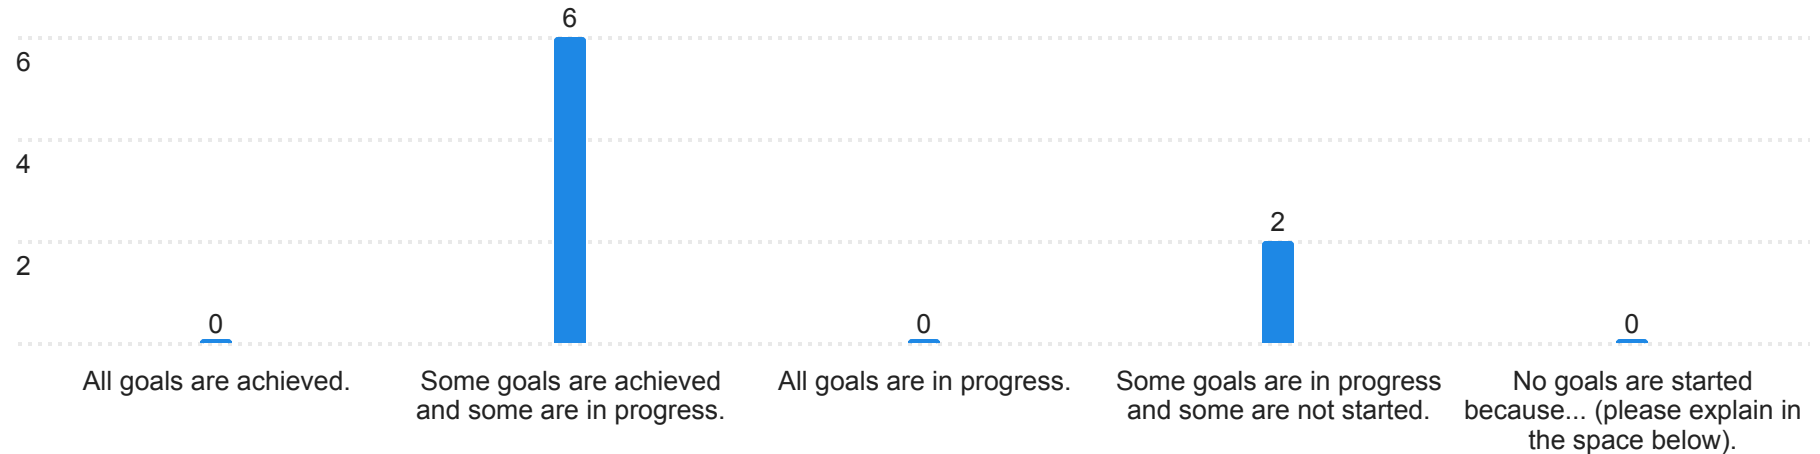 6
6
4
2
2
0
0
0
All goals are achieved.
Some goals are achieved
and some are in progress.
All goals are in progress.
Some goals are in progress
and some are not started.
No goals are started
because... (please explain in
the space below).